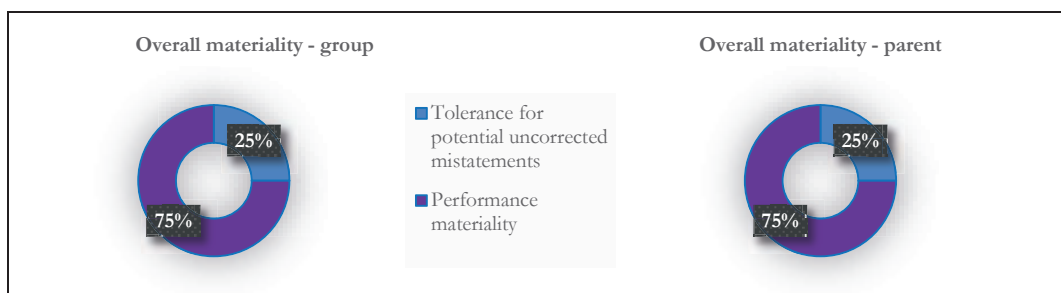 Overall materiality - group
Overall materiality - parent
25%
75%
Tolerance for
potential uncorrected
mistatements
Performance
materiality
25%
75%